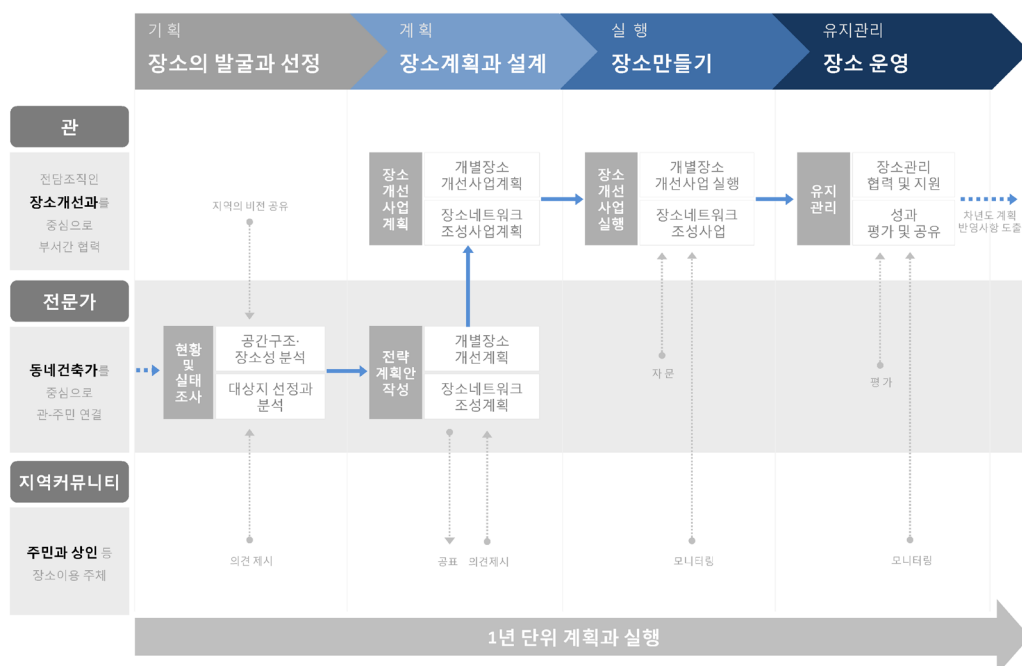 기 획
장소의 발굴과 선정
계 획
장소계획과 설계
실 행
장소만들기
유지관리
장소 운영
관
전담조직인
장소개선과를
중심으로
부서간 협력
지역의 비전 공유
장소
개선
사업
계획
개별장소
개선사업계획
장소네트워크
조성사업계획
장소
개선
사업
실행
개별장소
개선사업 실행
장소네트워크
조성사업
유지
관리
장소관리
협력 및 지원
성과
평가 및 공유
차년도 계획
반영사항 도출
전문가
동네건축가를
중심으로
관-주민 연결
현황
및
실태
조사
공간구조·
장소성 분석
대상지 선정과
분석
전략
계획안
작성
개별장소
개선계획
장소네트워크
조성계획
자문
평가
지역커뮤니티
주민과 상인 등
장소이용 주체
의견 제시
공표
의견제시
모니터링
모니터링
1년 단위 계획과 실행